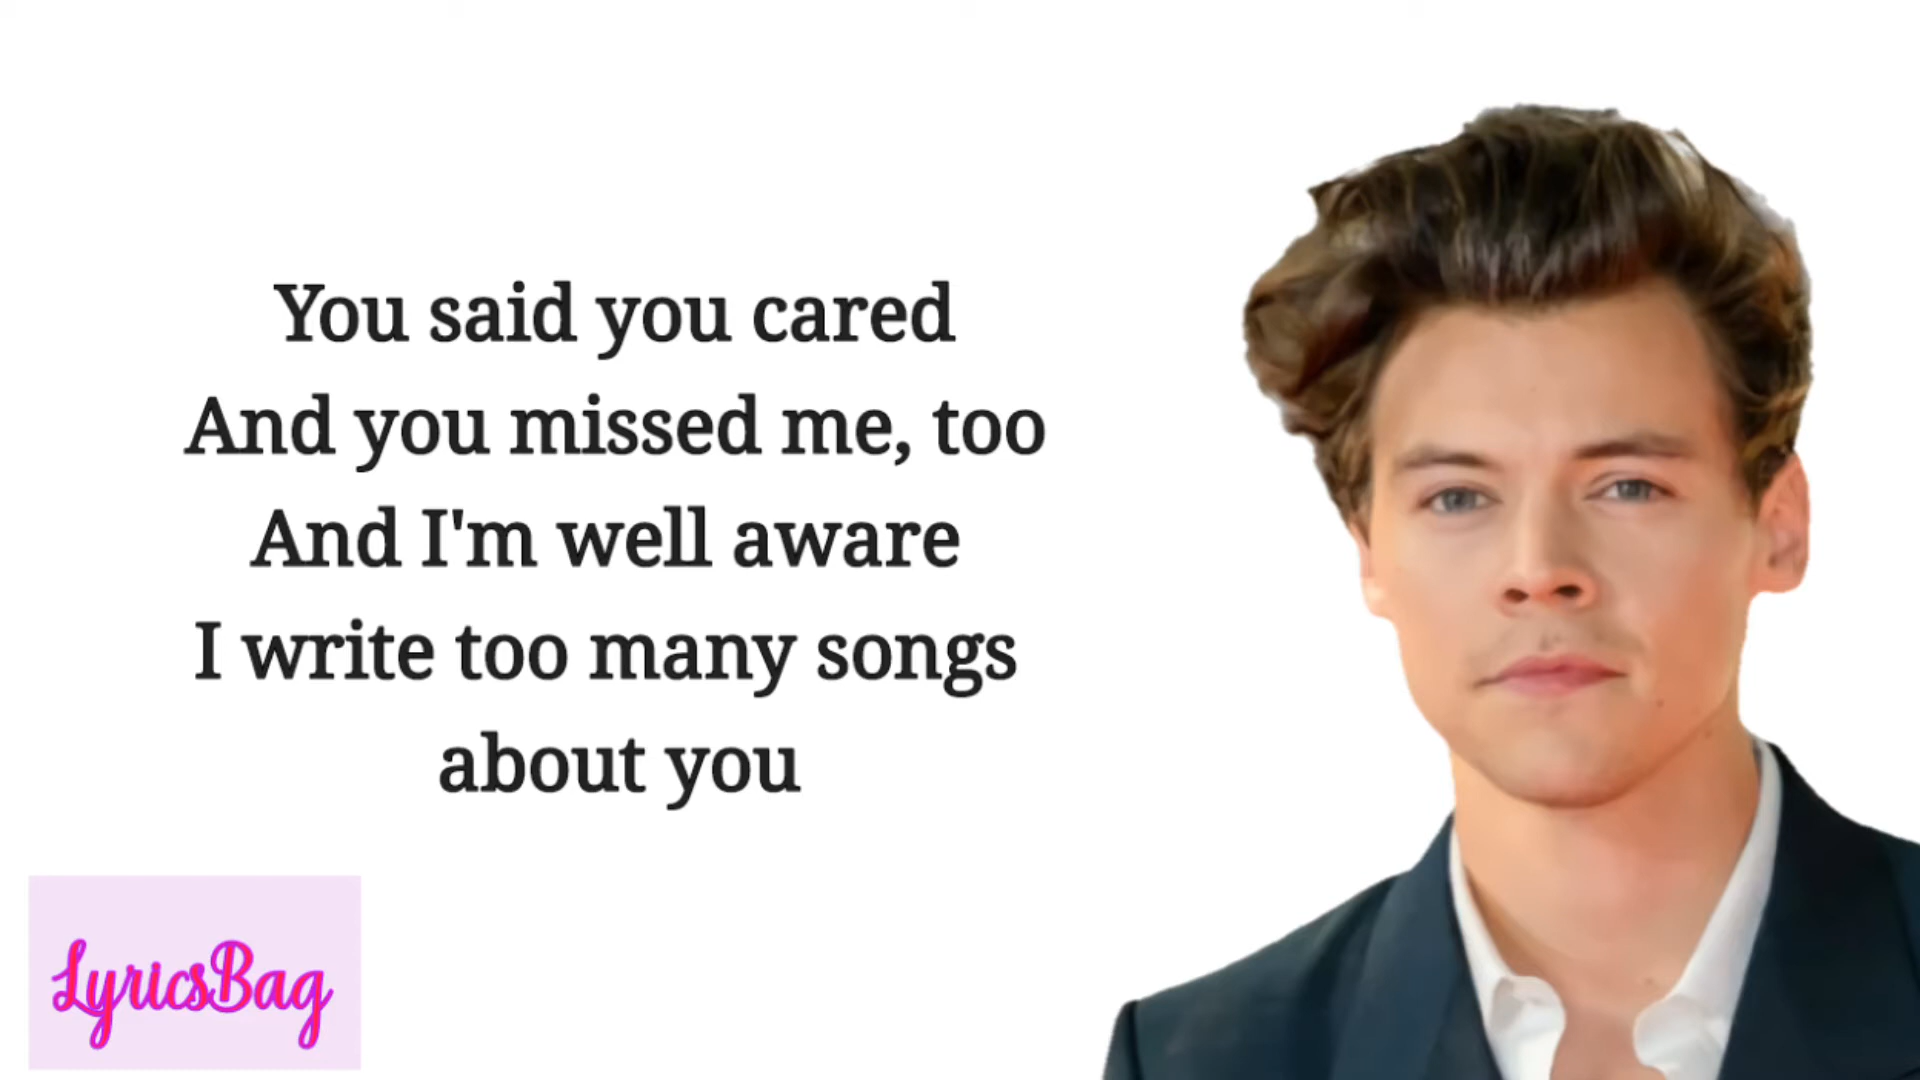 You said you cared
And you missed me, too
And I'm well aware
I write too many songs
about you
LyricsBag